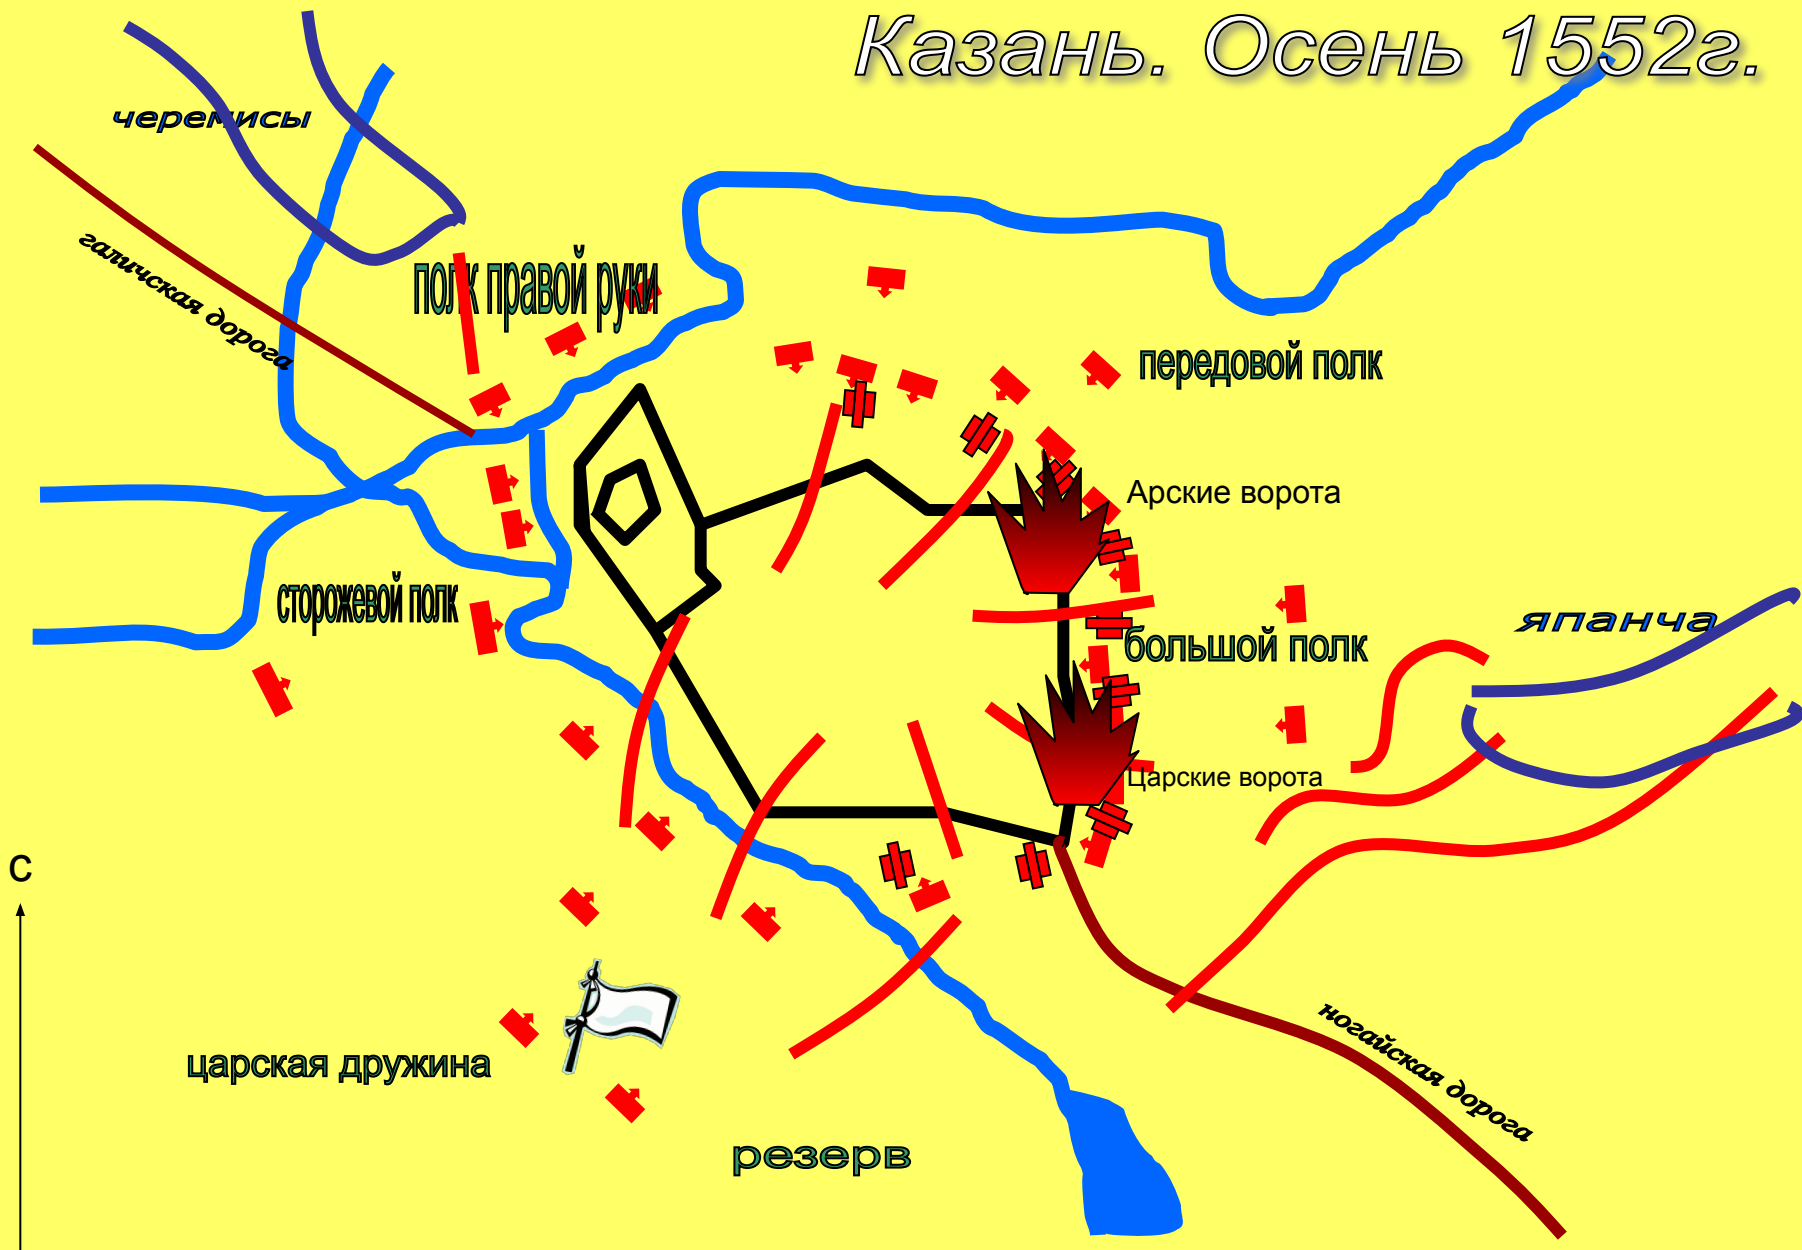 Казань. Осень 1552г.
черемисы
галичская дорога
полк правой руки
передовой полк
Арские ворота
сторожевой полк
большой полк
япанча
Царские ворота
С
царская дружина
ногайская дорога
резерв